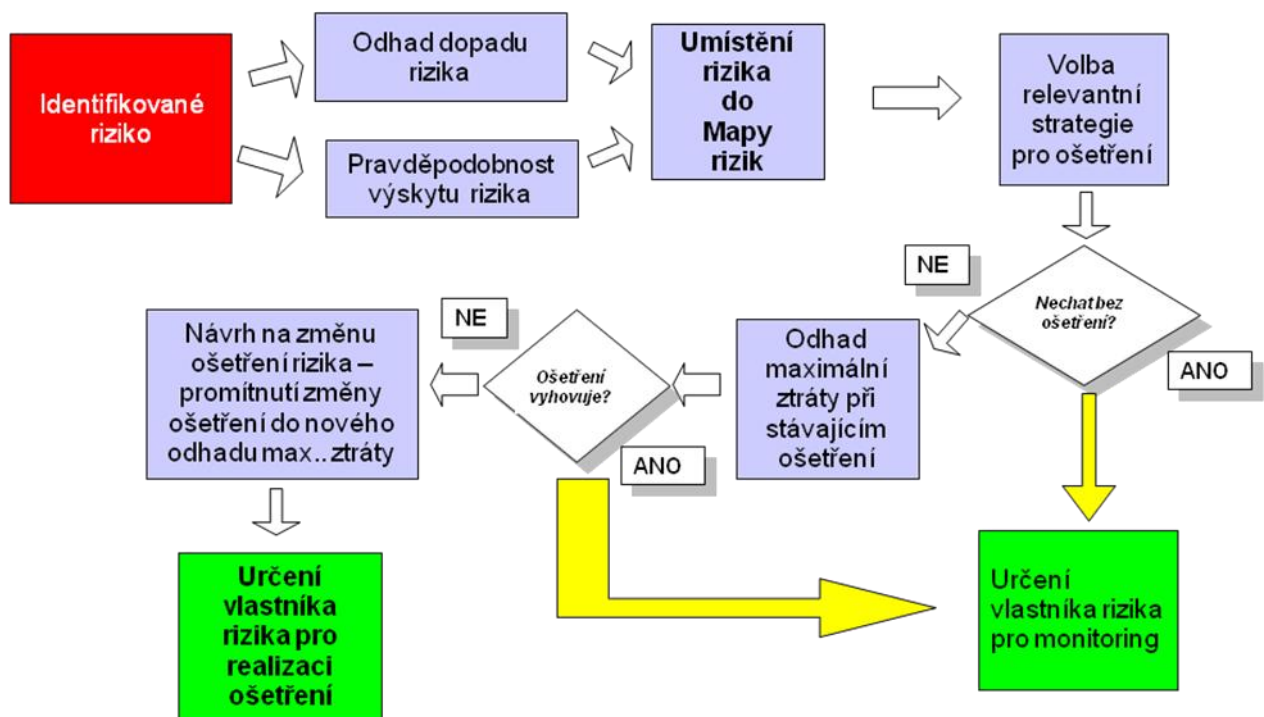 Identifikované
riziko
Odhad dopadu
rizika
Pravděpodobnost
výskytu rizika
Umístění
rizika
do
Mapy
rizik
Volba
relevantní
strategie
pro ošetření
Nechat bez
ošetření?
NE
ANO
Odhad
maximální
ztráty při
stávajícím
ošetření
Ošetření
vyhovuje?
NE
ANO
Návrh na změnu
ošetření rizika –
promítnutí změny
ošetření do nového
odhadu max.. ztráty
Určení
vlastníka
rizika pro
realizaci
ošetření
Určení
vlastníka rizika
pro monitoring